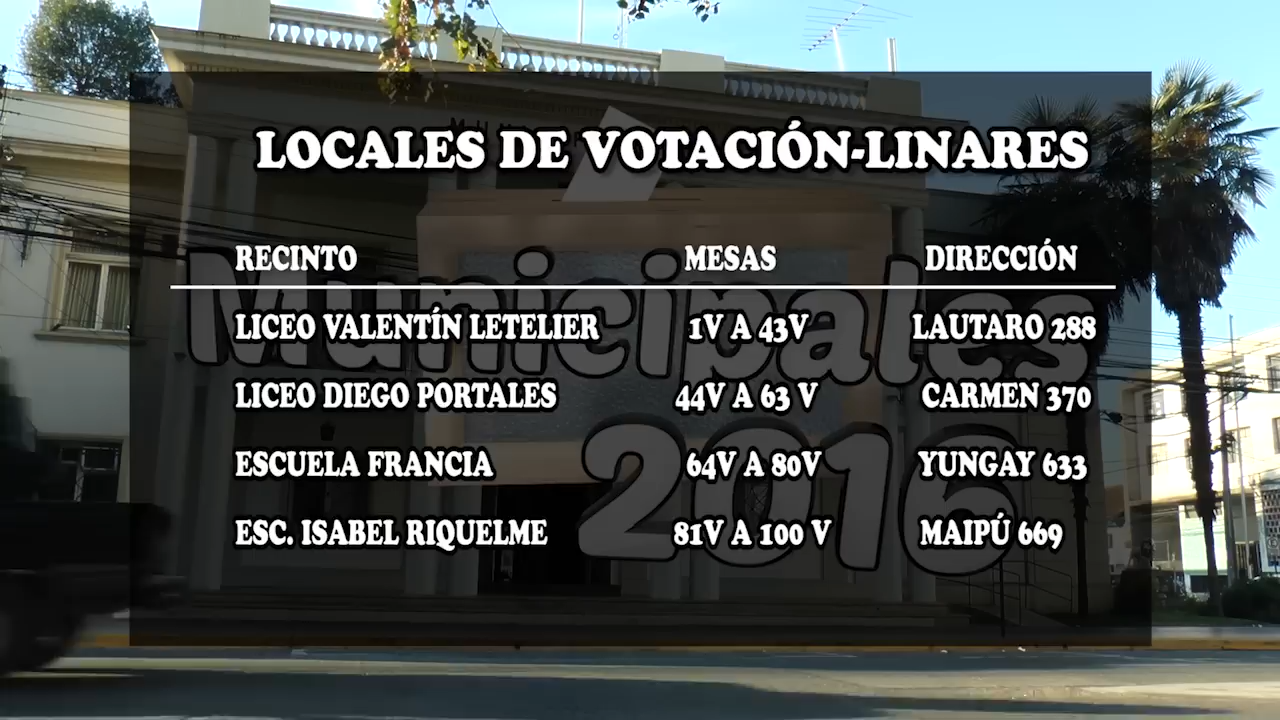 LOCALES DE VOTACIÓN-LINARES
RECINTO MESAS DIRECCIÓN
LICEO VALENTÍN LETELIER 1V A 43V LAUTARO 288
LICEO DIEGO PORTALES 44V A 63 V CARMEN 370
ESCUELA FRANCIA 64V A 80V YUNGAY 633
ESC. ISABEL RIQUELME 81V A 100 V MAIPÚ 669
Municipales
2016